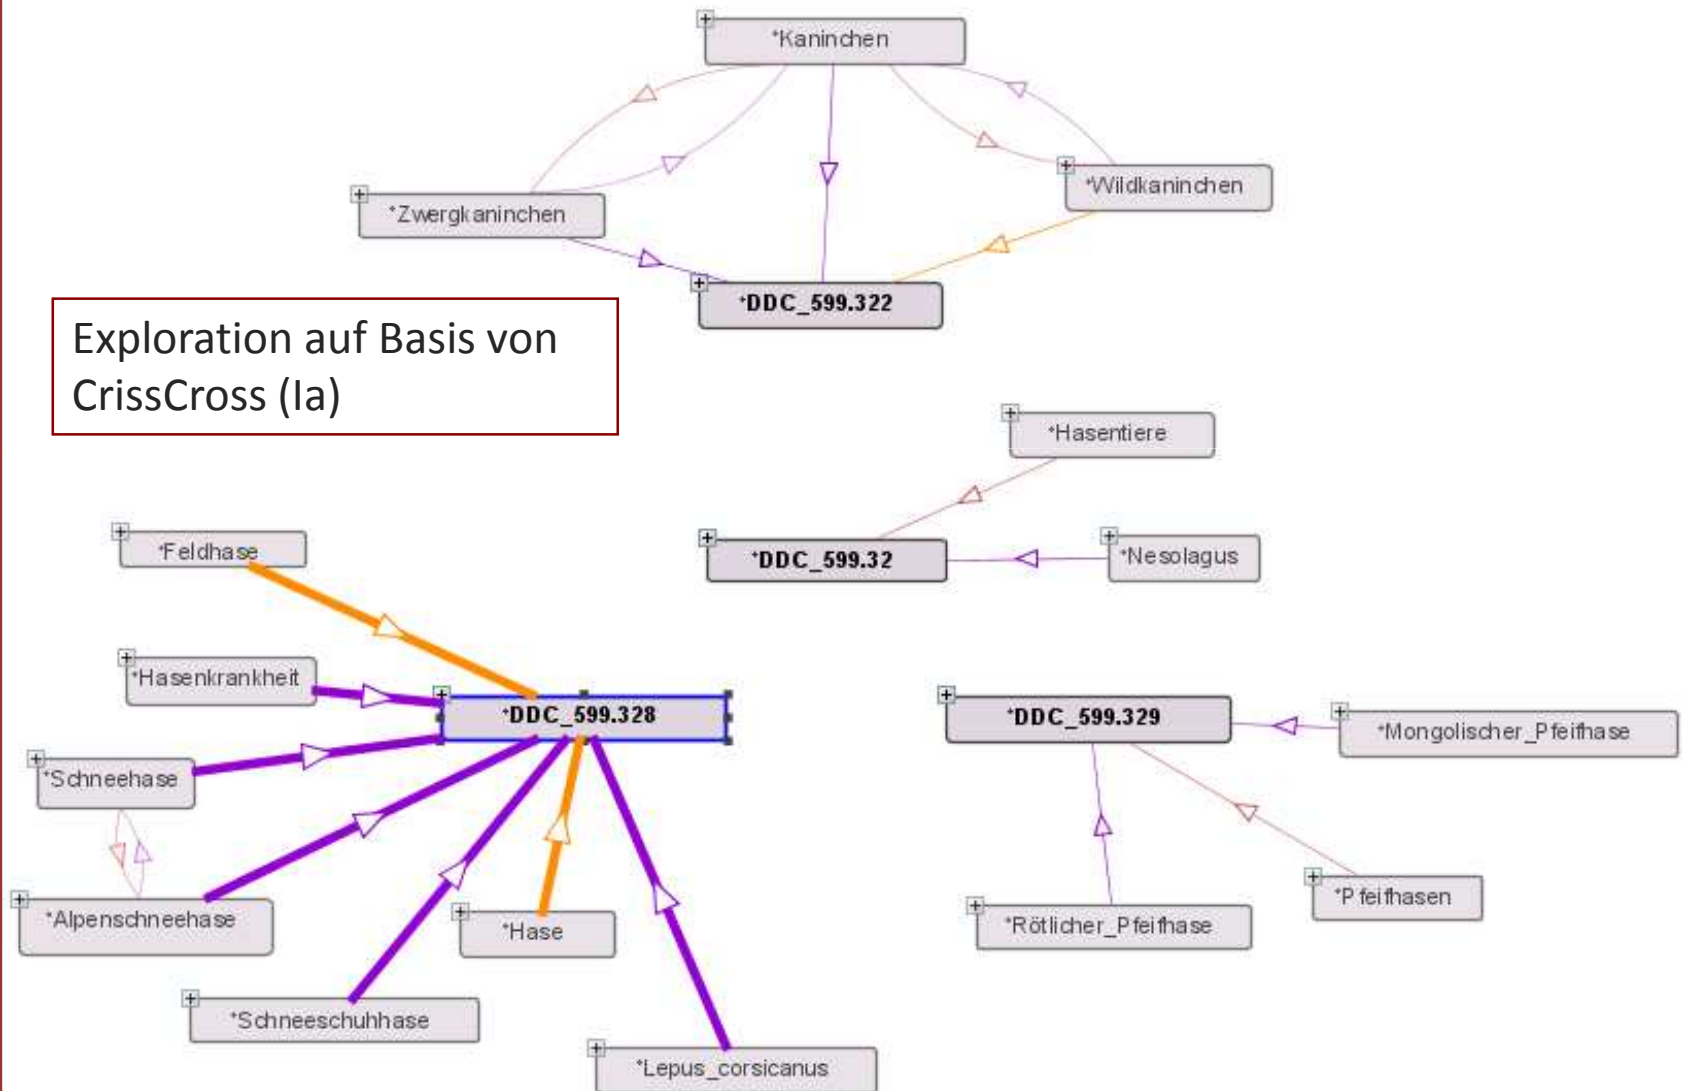 *Kaninchen
*Wildkaninchen
*Zwergkaninchen
*DDC_599.322
Exploration auf Basis von
CrissCross (Ia)
*Hasentiere
*Feldhase
*DDC_599.32
*Nesolagus
*Hasenkrankheit
*DDC_599.328
*DDC_599.329
*Mongolischer_Pfeifhase
*Schneehase
*Pfeifhasen
*Alpenschneehase
*Hase
*Rötlicher_Pfeifhase
*Schneeschuhhase
*Lepus_corsicanus